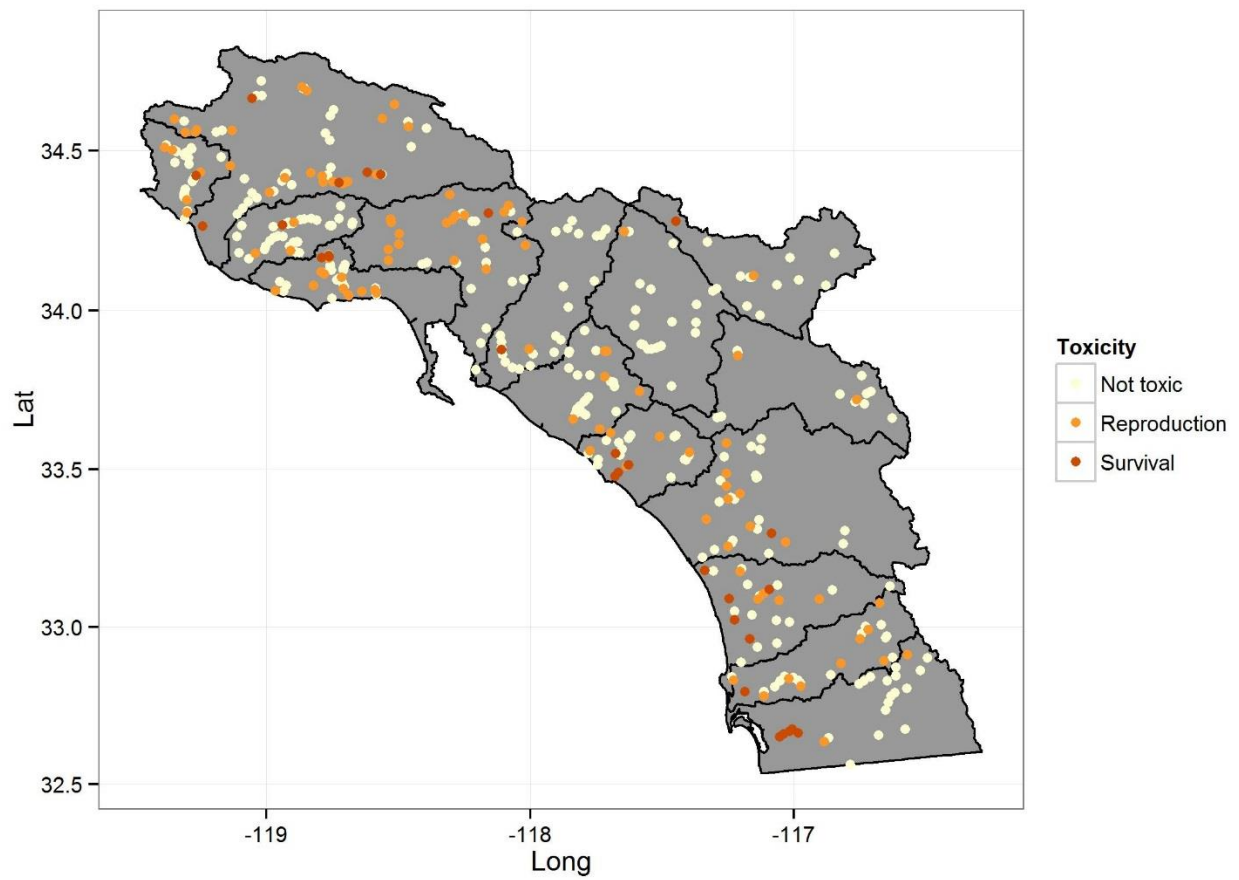 34.5
34.0
33.5
33.0
32.5
Lat
-119
-118
-117
Long
Toxicity
Not toxic
Reproduction
Survival